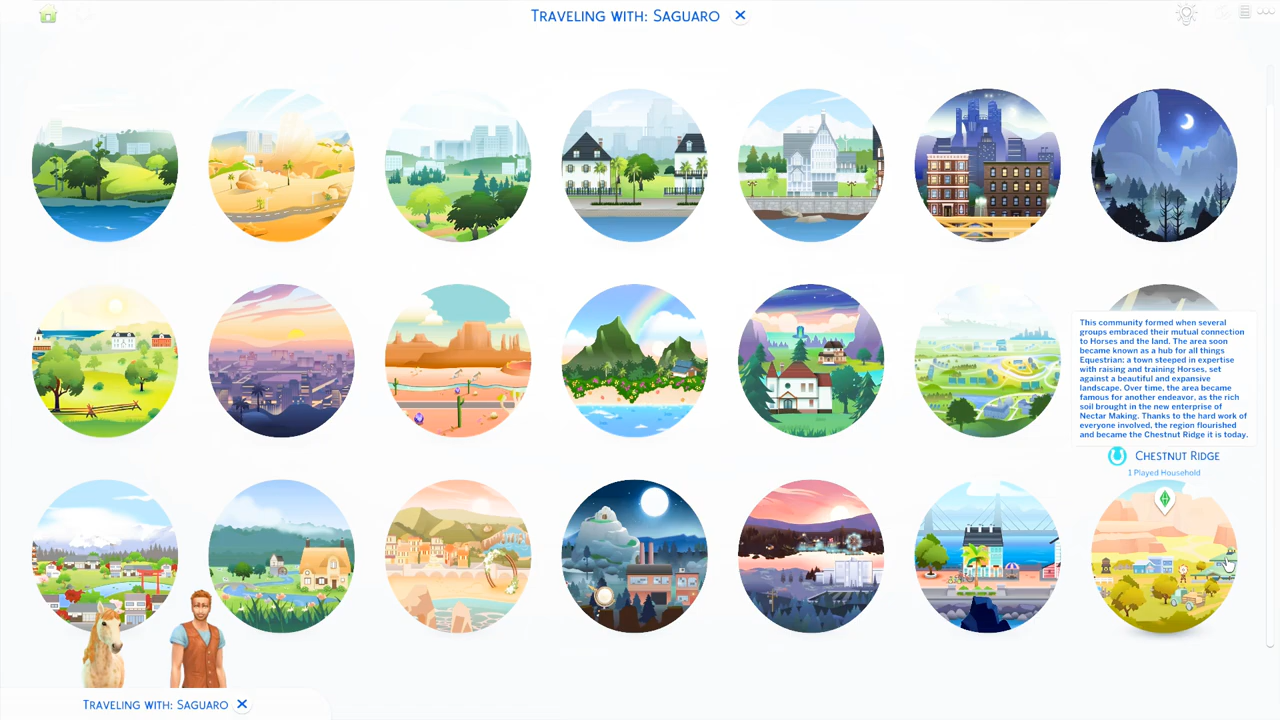 TRAVELING WITH: SAGUARO
This community formed when several
groups embraced their mutual connection
to Horses and the land. The area soon
became known as a hub for all things
Equestrian: a town steeped in expertise
with raising and training Horses, set
against a beautiful and expansive
landscape. Over time, the area became
famous for another endeavor, as the rich
soil brought in the new enterprise of
Nectar Making. Thanks to the hard work of
everyone involved, the region flourished
and became the Chestnut Ridge it is today.
CHESTNUT RIDGE
1 Played Household
TRAVELING WITH: SAGUARO